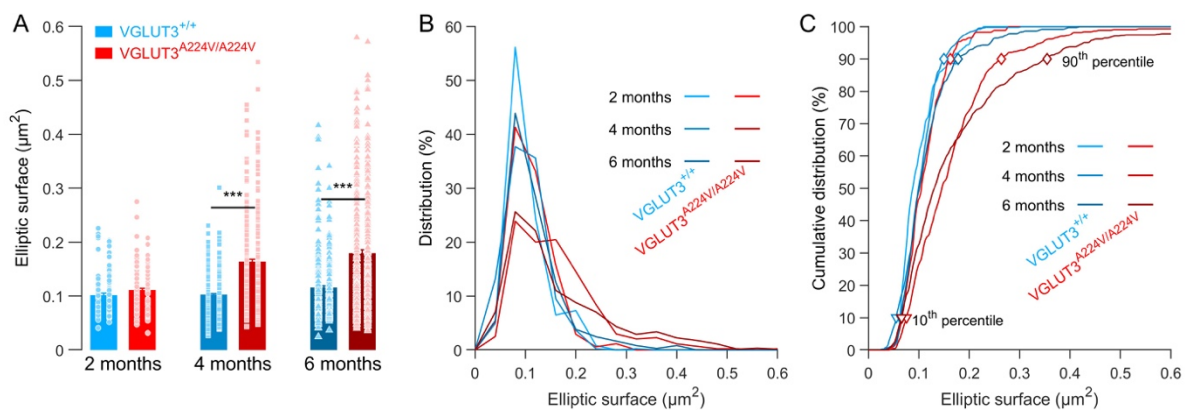 A
VGLUT3+/+
VGLUT3A224V/A224V
Elliptic surface (µm2)
0.6
0.5
0.4
0.3
0.2
0.1
0
***
***
2 months
4 months
6 months
B
Distribution (%)
60
50
40
30
20
10
0
2 months
4 months
6 months
VGLUT3+/+
VGLUT3A224V/A224V
0 0.1 0.2 0.3 0.4 0.5 0.6
Elliptic surface (µm2)
C
Cumulative distribution (%)
100
90
80
70
60
50
40
30
20
10
0
90th percentile
2 months
4 months
6 months
VGLUT3+/+
VGLUT3A224V/A224V
10th percentile
0 0.1 0.2 0.3 0.4 0.5 0.6
Elliptic surface (µm2)